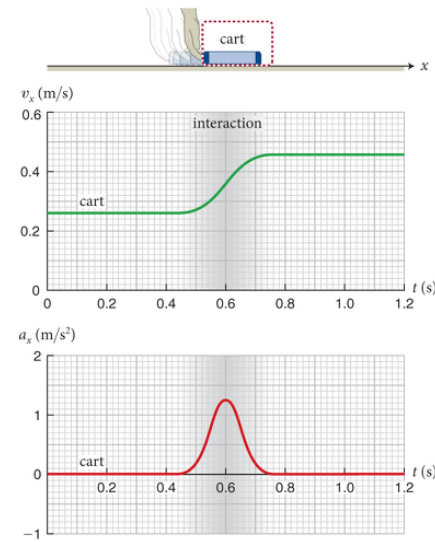 cart
x
vₓ (m/s)
0.6
interaction
0.4
cart
0.2
0
t (s)
0 0.2 0.4 0.6 0.8 1.0 1.2
aₓ (m/s²)
2
1
cart
0
t (s)
0.2 0.4 0.6 0.8 1.0 1.2
−1